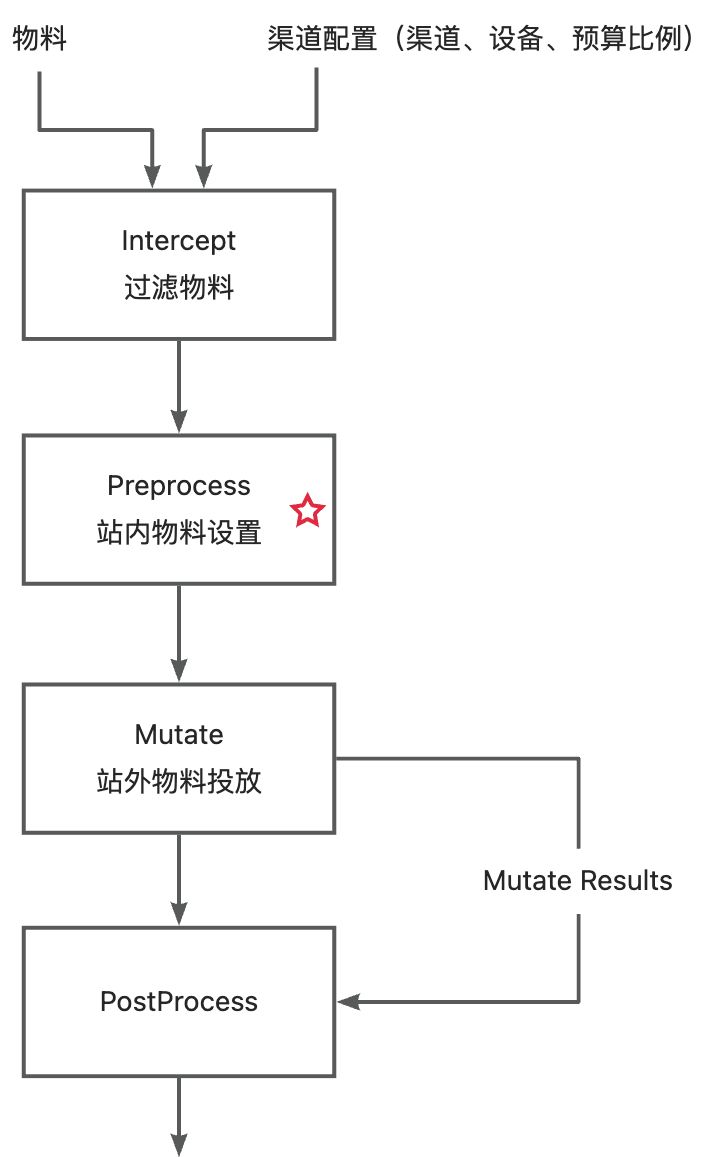 物料
渠道配置（渠道、设备、预算比例）
Intercept
过滤物料
Preprocess
站内物料设置
Mutate
站外物料投放
Mutate Results
PostProcess